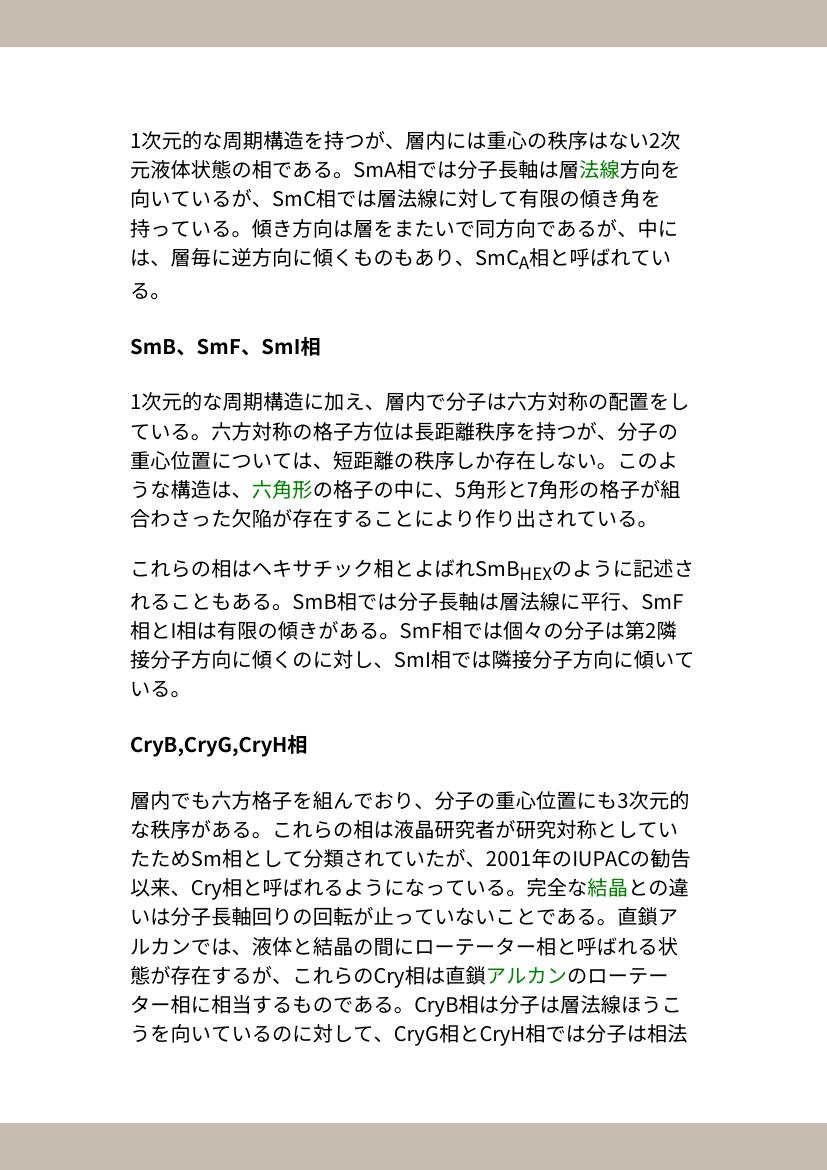 1次元的な周期構造を持つが、層内には重心の秩序はない2次
元液体状態の相である。SmA相では分子長軸は層法線方向を
向いているが、SmC相では層法線に対して有限の傾き角を
持っている。傾き方向は層をまたいで同方向であるが、中に
は、層毎に逆方向に傾くものもあり、SmCA相と呼ばれてい
る。
SmB、SmF、SmI相
1次元的な周期構造に加え、層内で分子は六方対称の配置をし
ている。六方対称の格子方位は長距離秩序を持つが、分子の
重心位置については、短距離の秩序しか存在しない。このよ
うな構造は、六角形の格子の中に、5角形と7角形の格子が組
合わさった欠陥が存在することにより作り出されている。
これらの相はヘキサチック相とよばれSmBHEXのように記述さ
れることもある。SmB相では分子長軸は層法線に平行、SmF
相とI相は有限の傾きがある。SmF相では個々の分子は第2隣
接分子方向に傾くのに対し、SmI相では隣接分子方向に傾いて
いる。
CryB,CryG,CryH相
層内でも六方格子を組んでおり、分子の重心位置にも3次元的
な秩序がある。これらの相は液晶研究者が研究対称としてい
たためSm相として分類されていたが、2001年のIUPACの勧告
以来、Cry相と呼ばれるようになっている。完全な結晶との違
いは分子長軸回りの回転が止っていないことである。直鎖ア
ルカンでは、液体と結晶の間にローテーター相と呼ばれる状
態が存在するが、これらのCry相は直鎖アルカンのローテー
ター相に相当するものである。CryB相は分子は層法線ほうこ
うを向いているのに対して、CryG相とCryH相では分子は相法